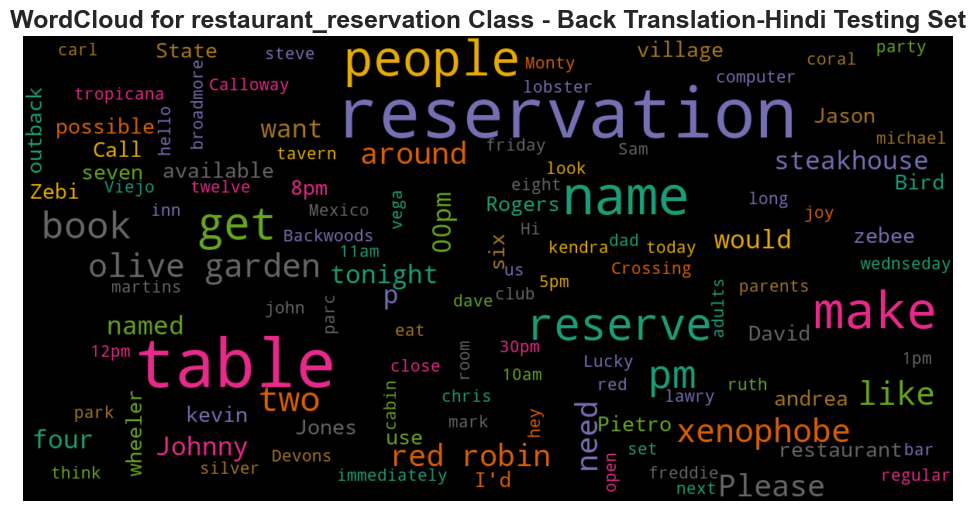 WordCloud for restaurant_reservation Class - Back Translation-Hindi Testing Set
carl State steve people Monty village coral party
tropicana broadmore Calloway lobster computer
outback possible hello want reservation Jason michael
Call tavern around friday Sam steakhouse
seven available look Bird
Zebi Viejo twelve 8pm vega 00pm eight name long
inn Mexico Rogers joy
book get Backwoods Hi would zebee
11am six kendra dad today
olive garden tonight us Crossing wednseday
martins p club 5pm adults parents
john parc dave reserve make
named eat David
12pm table close room 30pm Lucky 1pm
10am pm red ruth
two cabin chris lawry andrea like
park kevin mark hey need Pietro
four wheeler Johnny Jones use xenophobe
red robin set restaurant bar
think silver Devons immediately I'd open freddie next Please regular